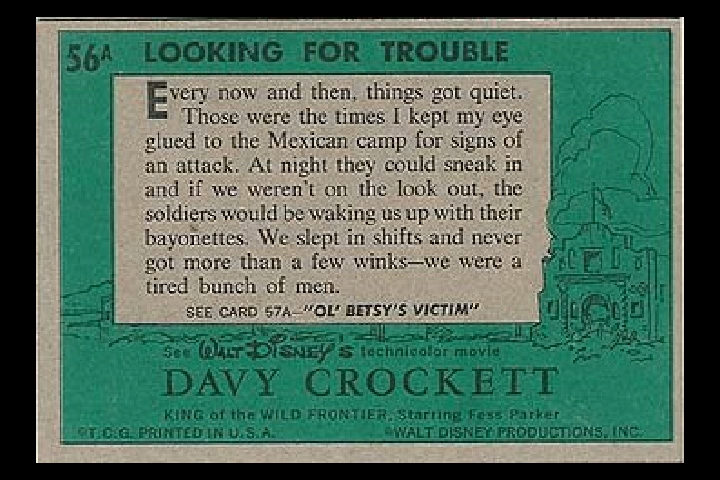 56A LOOKING FOR TROUBLE
Every now and then, things got quiet.
Those were the times I kept my eye
glued to the Mexican camp for signs of
an attack. At night they could sneak in
and if we weren't on the look out, the
soldiers would be waking us up with their
bayonettes. We slept in shifts and never
got more than a few winks—we were a
tired bunch of men.
SEE CARD 57A—"OL' BETSY'S VICTIM"
See WALT DISNEY'S technicolor movie
DAVY CROCKETT
KING of the WILD FRONTIER, Starring Fess Parker
©T.C.G. PRINTED IN U.S.A. ©WALT DISNEY PRODUCTIONS, INC.